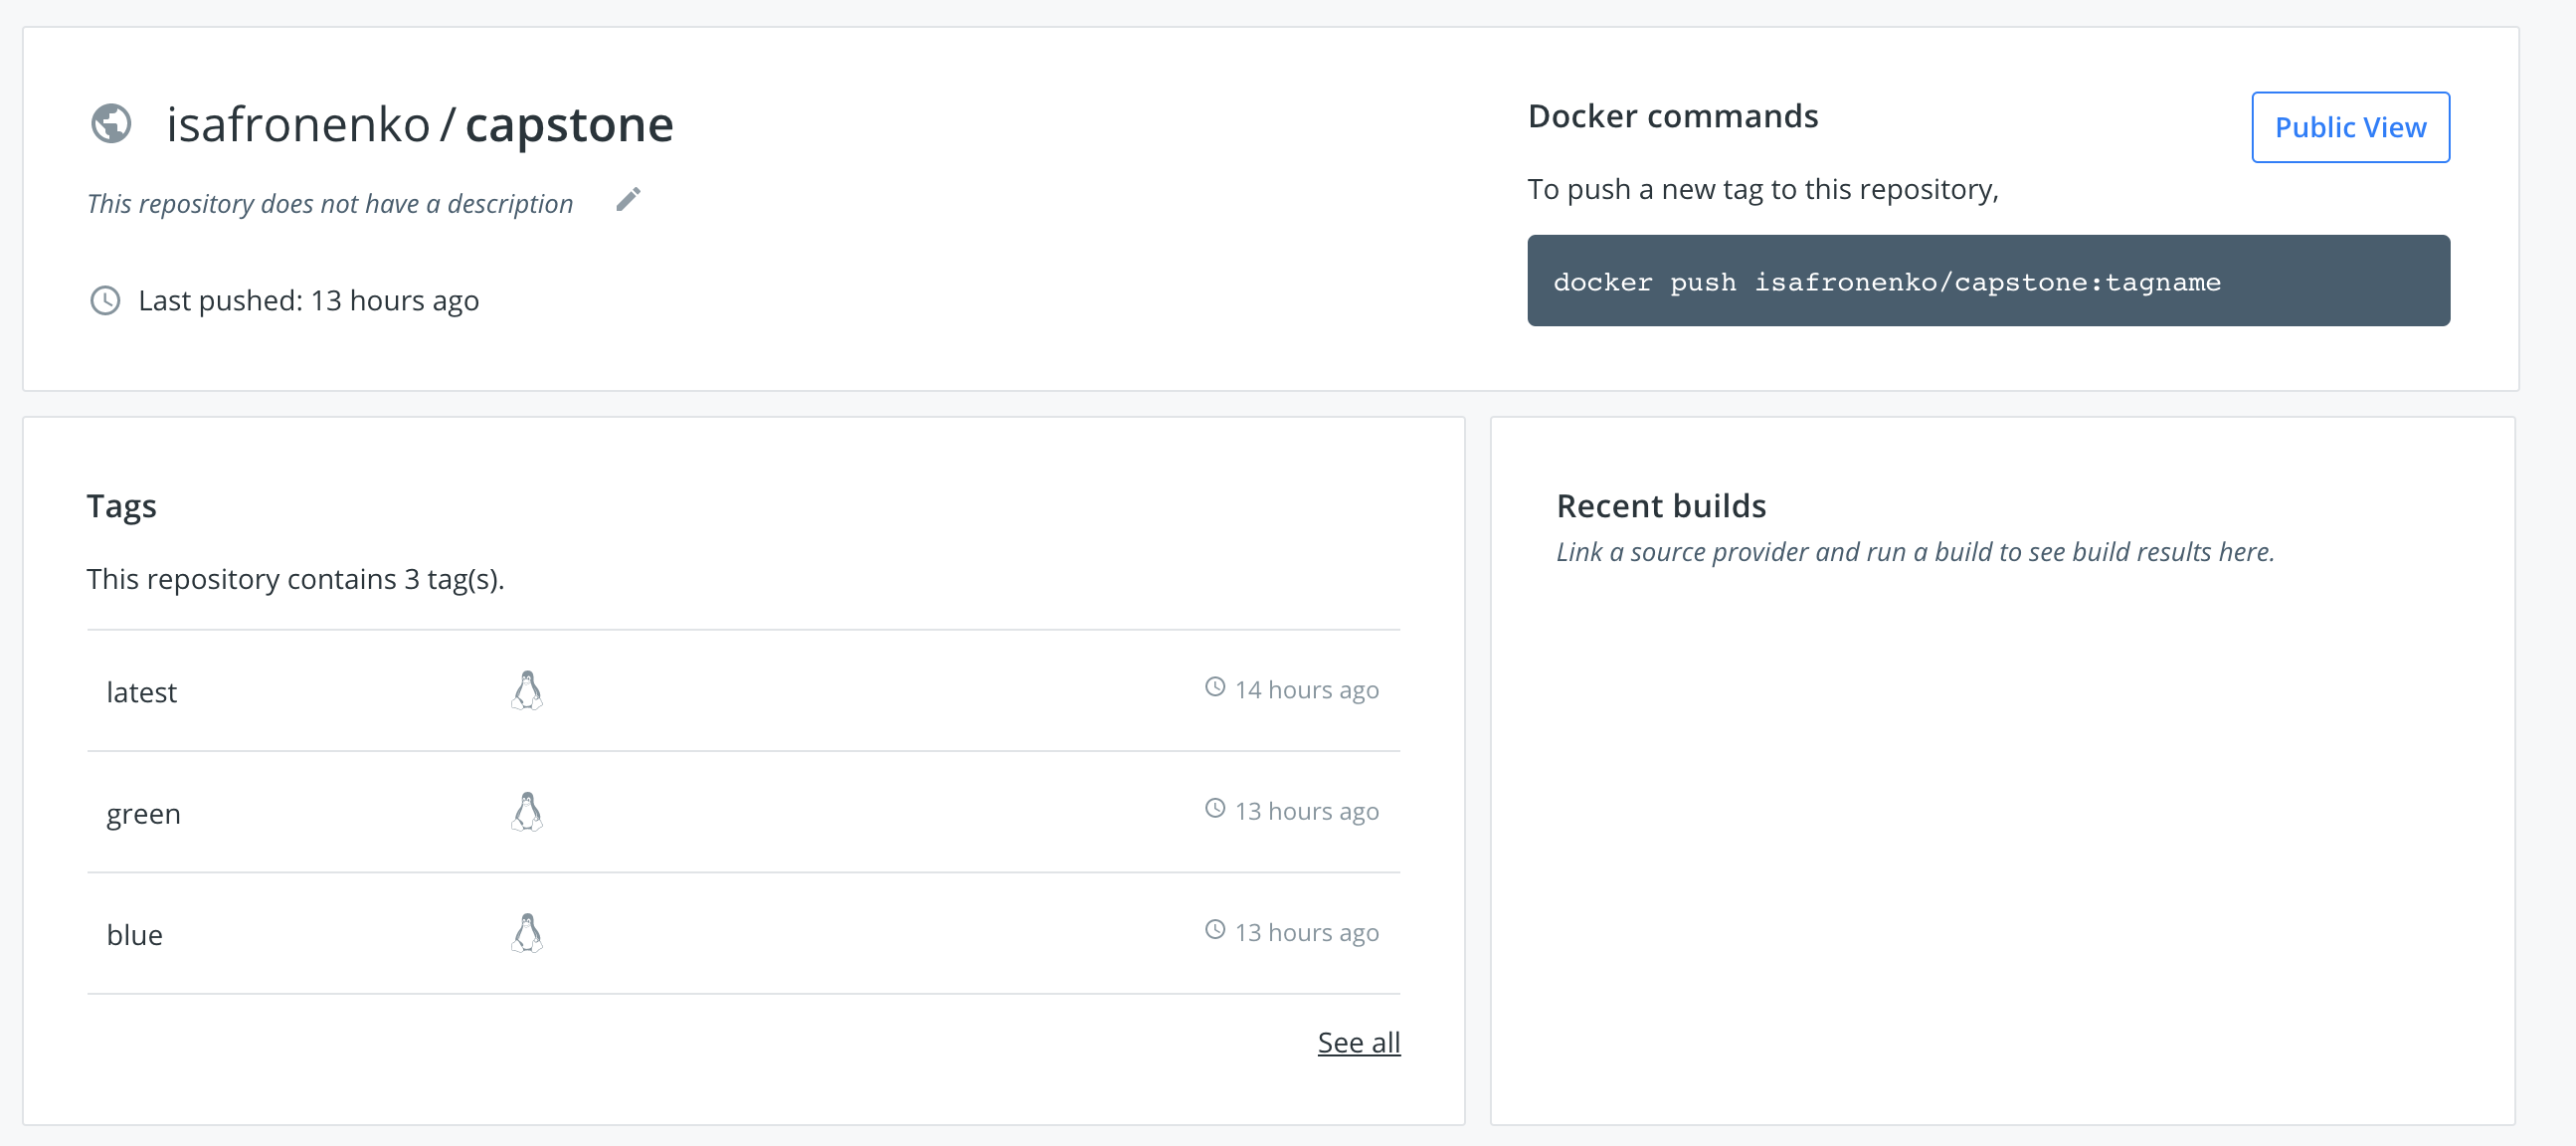 isafronenko / capstone
This repository does not have a description
Last pushed: 13 hours ago
Docker commands
Public View
To push a new tag to this repository,
docker push isafronenko/capstone:tagname
Tags
This repository contains 3 tag(s).
latest 14 hours ago
green 13 hours ago
blue 13 hours ago
See all
Recent builds
Link a source provider and run a build to see build results here.